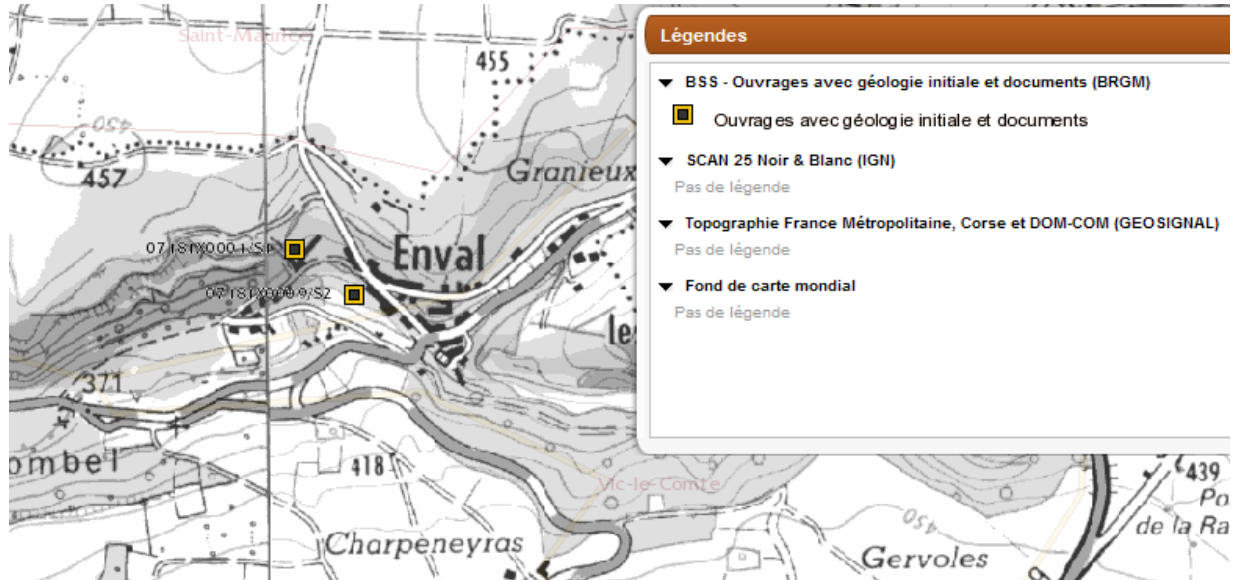 Saint-Maurice
455
450
457
Granieux
07181X0001/S1
Enval
07181X0009/S2
371
418
Vic-le-Comte
439
450
de la Ra
Charpeneyras
Gervoles
Légendes
BSS - Ouvrages avec géologie initiale et documents (BRGM)
Ouvrages avec géologie initiale et documents
SCAN 25 Noir & Blanc (IGN)
Pas de légende
Topographie France Métropolitaine, Corse et DOM-COM (GEOSIGNAL)
Pas de légende
Fond de carte mondial
Pas de légende